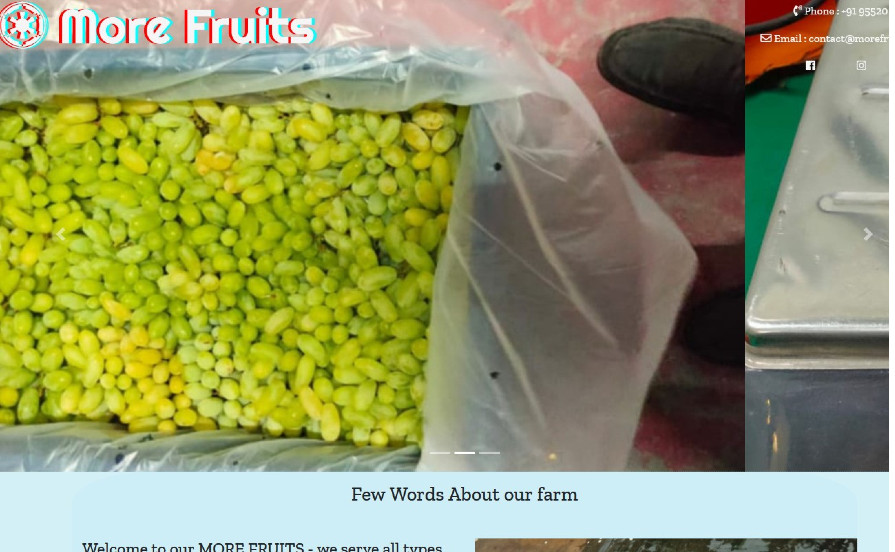 More Fruits
Phone : +91 95520
Email : contact@morefr
Few Words About our farm
Welcome to our MORE FRUITS - we serve all types